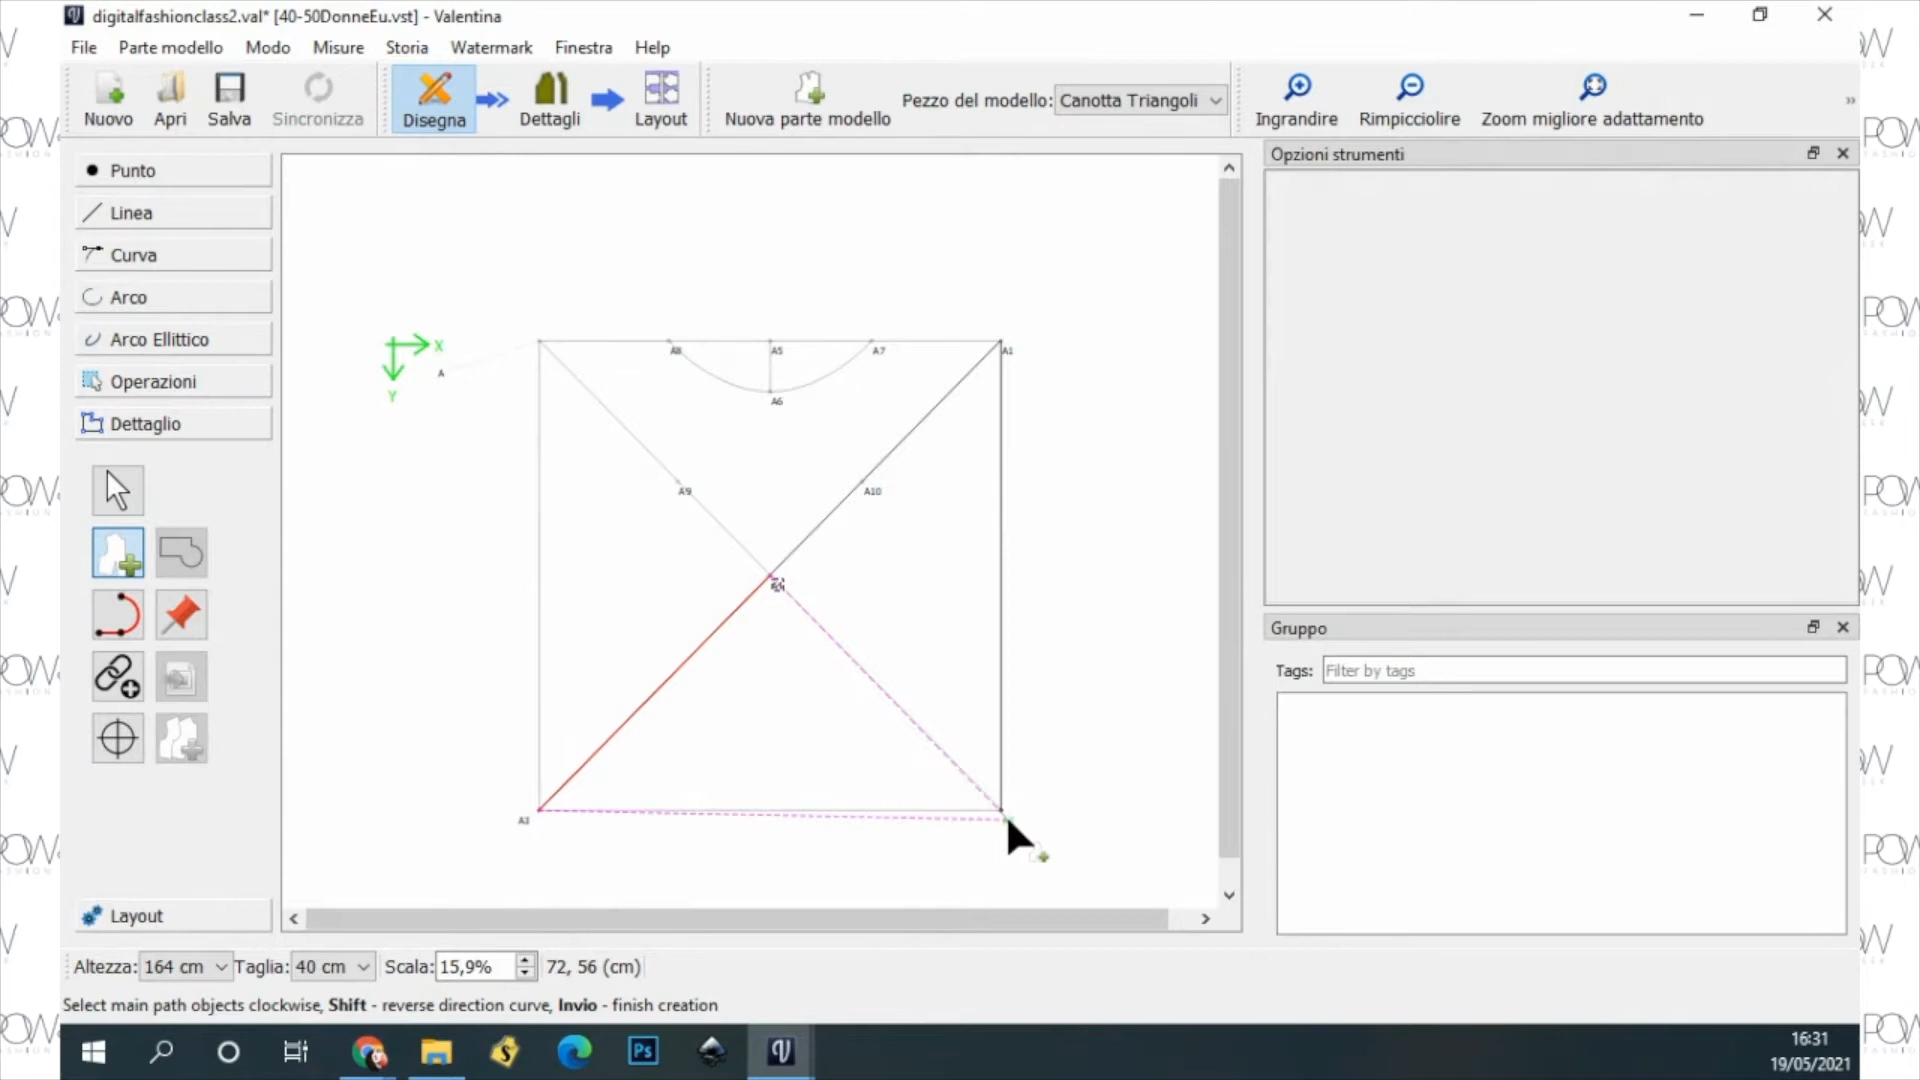 digitalfashionclass2.val* [40-50DonneEu.vst] - Valentina
File Parte modello Modo Misure Storia Watermark Finestra Help
Nuovo Apri Salva Sincronizza Disegna Dettagli Layout Nuova parte modello Pezzo del modello: Canotta Triangoli Ingrandire Rimpicciolire Zoom migliore adattamento
Punto
Linea
Curva
Arco
Arco Ellittico
Operazioni
Dettaglio
Layout
X
Y
A
A8 A5 A7 A1
A6
A9 A10
A3
Opzioni strumenti
Gruppo
Tags: Filter by tags
Altezza: 164 cm Taglia: 40 cm Scala: 15,9% 72, 56 (cm)
Select main path objects clockwise, Shift - reverse direction curve, Invio - finish creation
Ps
16:31
19/05/2021